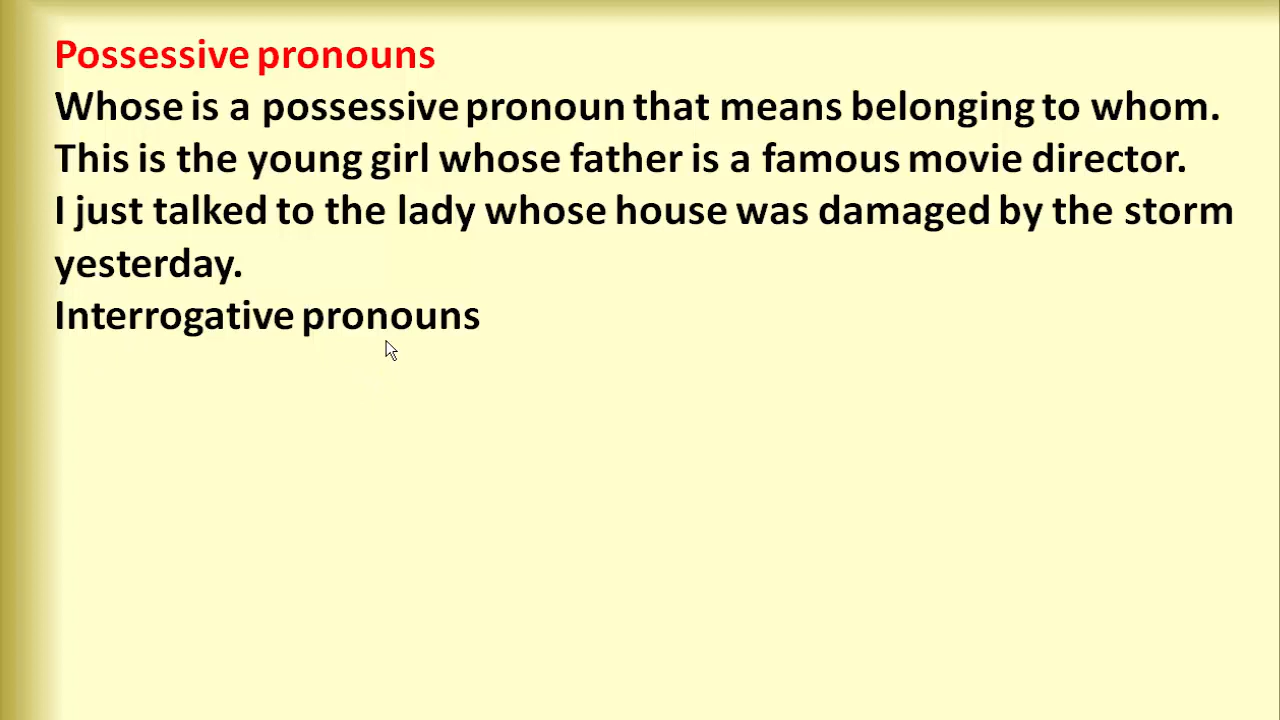 Possessive pronouns
Whose is a possessive pronoun that means belonging to whom.
This is the young girl whose father is a famous movie director.
I just talked to the lady whose house was damaged by the storm
yesterday.
Interrogative pronouns